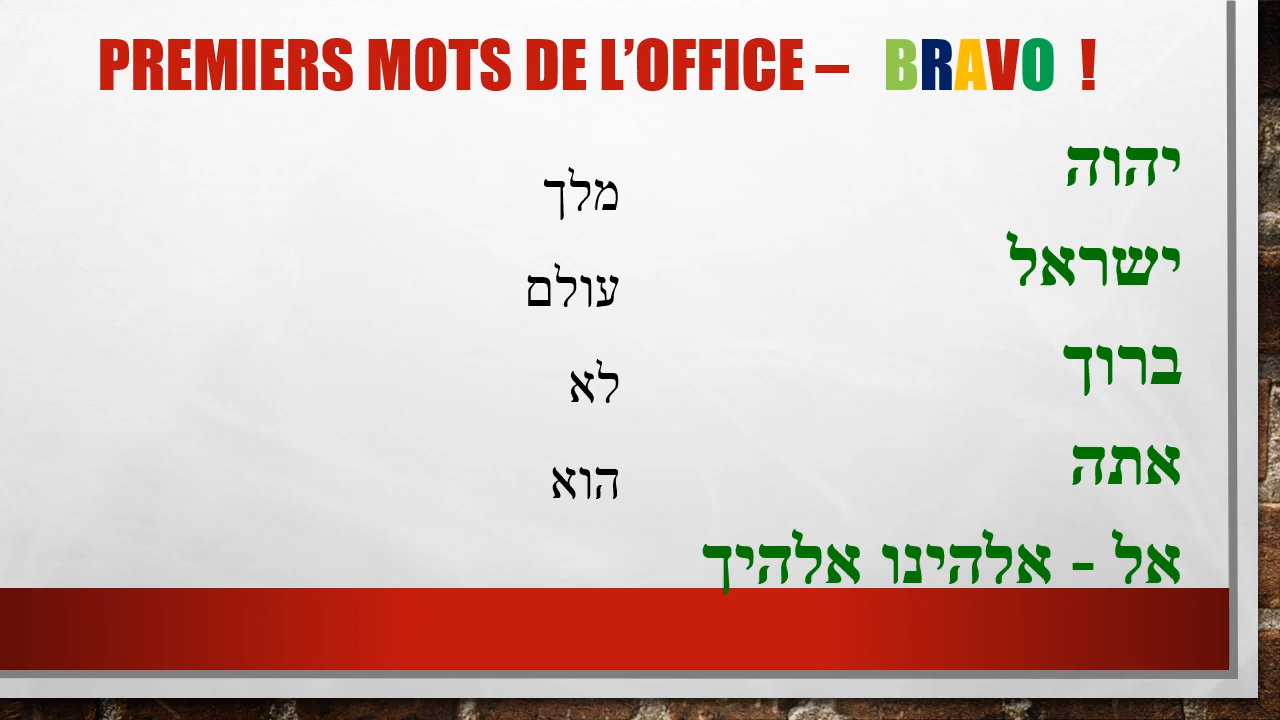 PREMIERS MOTS DE L’OFFICE – BRAVO !
יהוה
ישראל
ברוך
אתה
אל - אלהינו אלהיך
מלך
עולם
לא
הוא